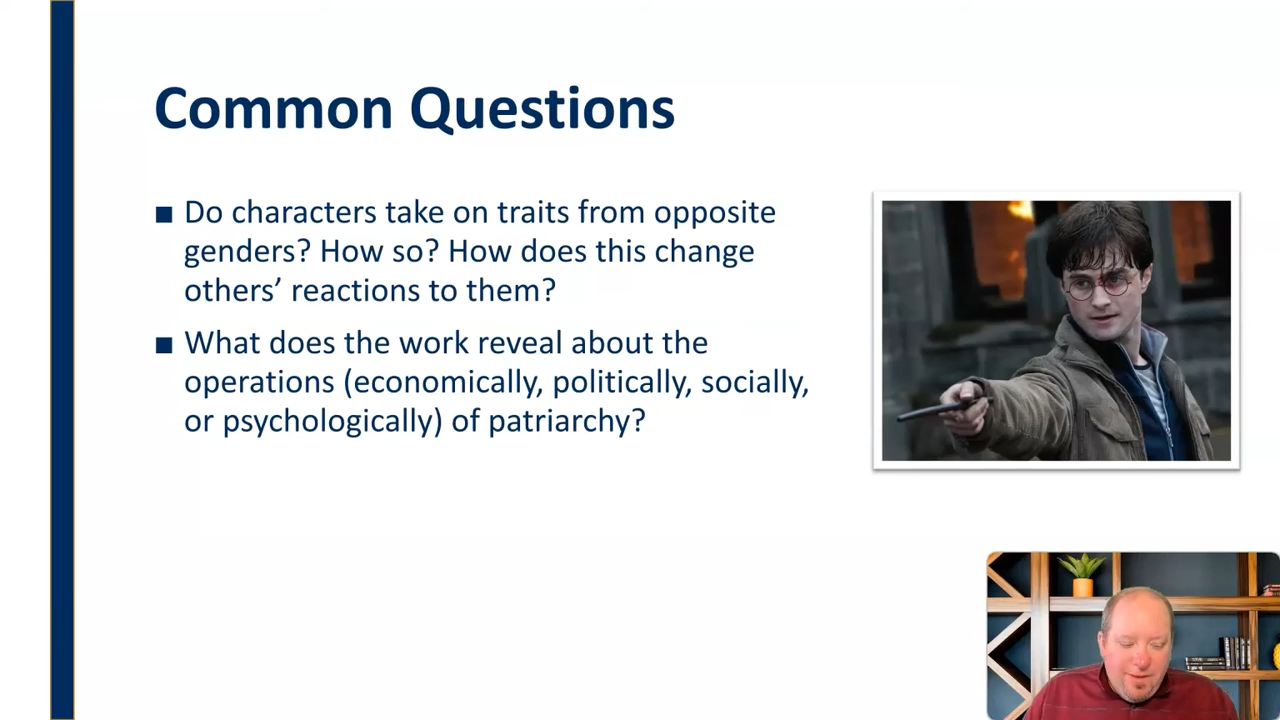 Common Questions
■ Do characters take on traits from opposite
genders? How so? How does this change
others’ reactions to them?
■ What does the work reveal about the
operations (economically, politically, socially,
or psychologically) of patriarchy?